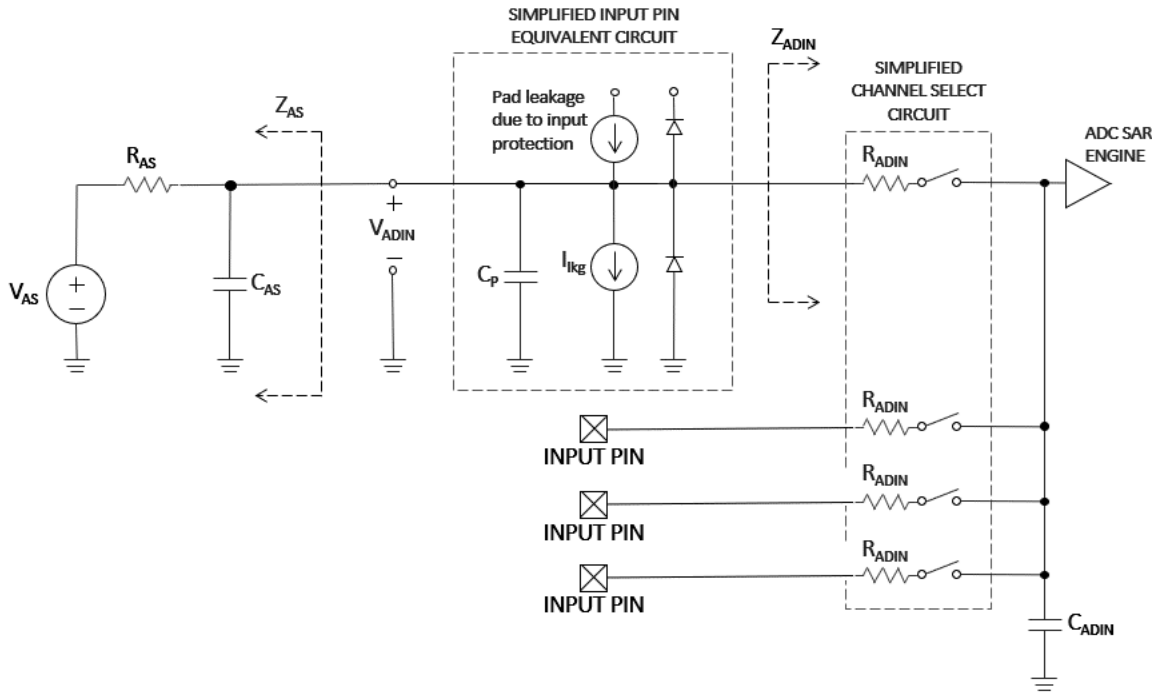 SIMPLIFIED INPUT PIN
EQUIVALENT CIRCUIT
Z_ADIN
SIMPLIFIED
CHANNEL SELECT
CIRCUIT
Pad leakage
due to input
protection
Z_AS
ADC SAR
ENGINE
R_AS
R_ADIN
+
V_ADIN
−
V_AS
+
−
C_AS
C_P
I_lkg
R_ADIN
INPUT PIN
R_ADIN
INPUT PIN
R_ADIN
INPUT PIN
C_ADIN